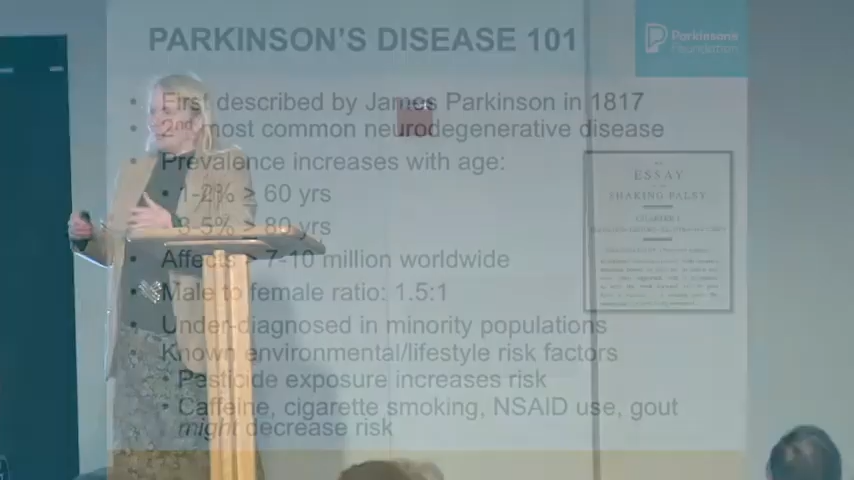 PARKINSON'S DISEASE 101
Parkinson's
Foundation
First described by James Parkinson in 1817
2nd most common neurodegenerative disease
Prevalence increases with age:
1-2% ≥ 60 yrs
3-5% > 80 yrs
Affects 7-10 million worldwide
Male to female ratio: 1.5:1
Under-diagnosed in minority populations
Known environmental/lifestyle risk factors
Pesticide exposure increases risk
Caffeine, cigarette smoking, NSAID use, gout
might decrease risk
ESSAY
SHAKING PALSY